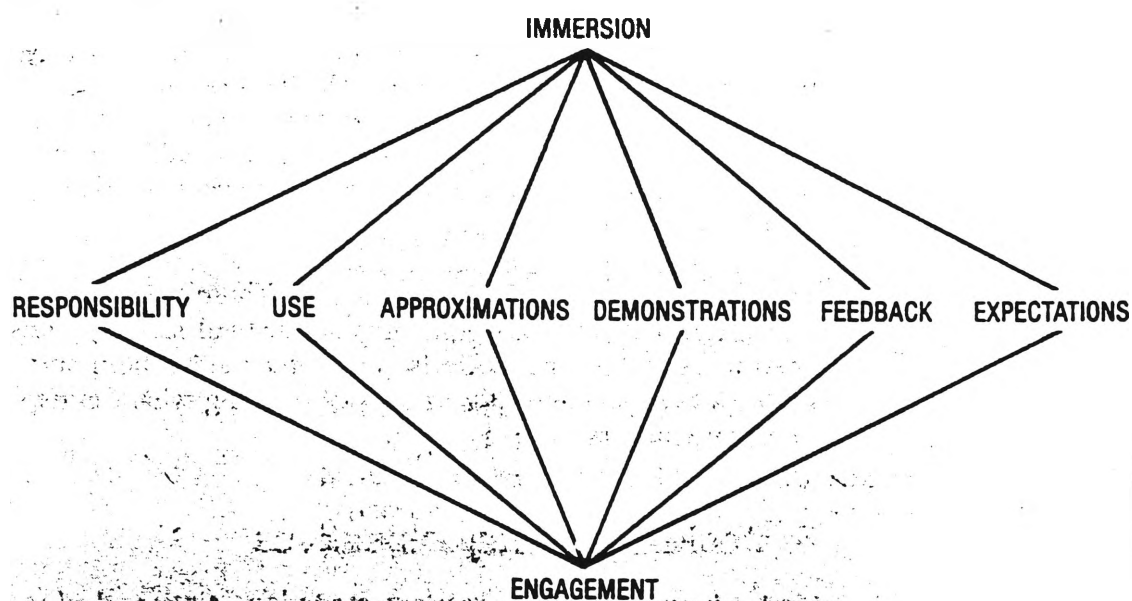 IMMERSION
RESPONSIBILITY USE APPROXIMATIONS DEMONSTRATIONS FEEDBACK EXPECTATIONS
ENGAGEMENT